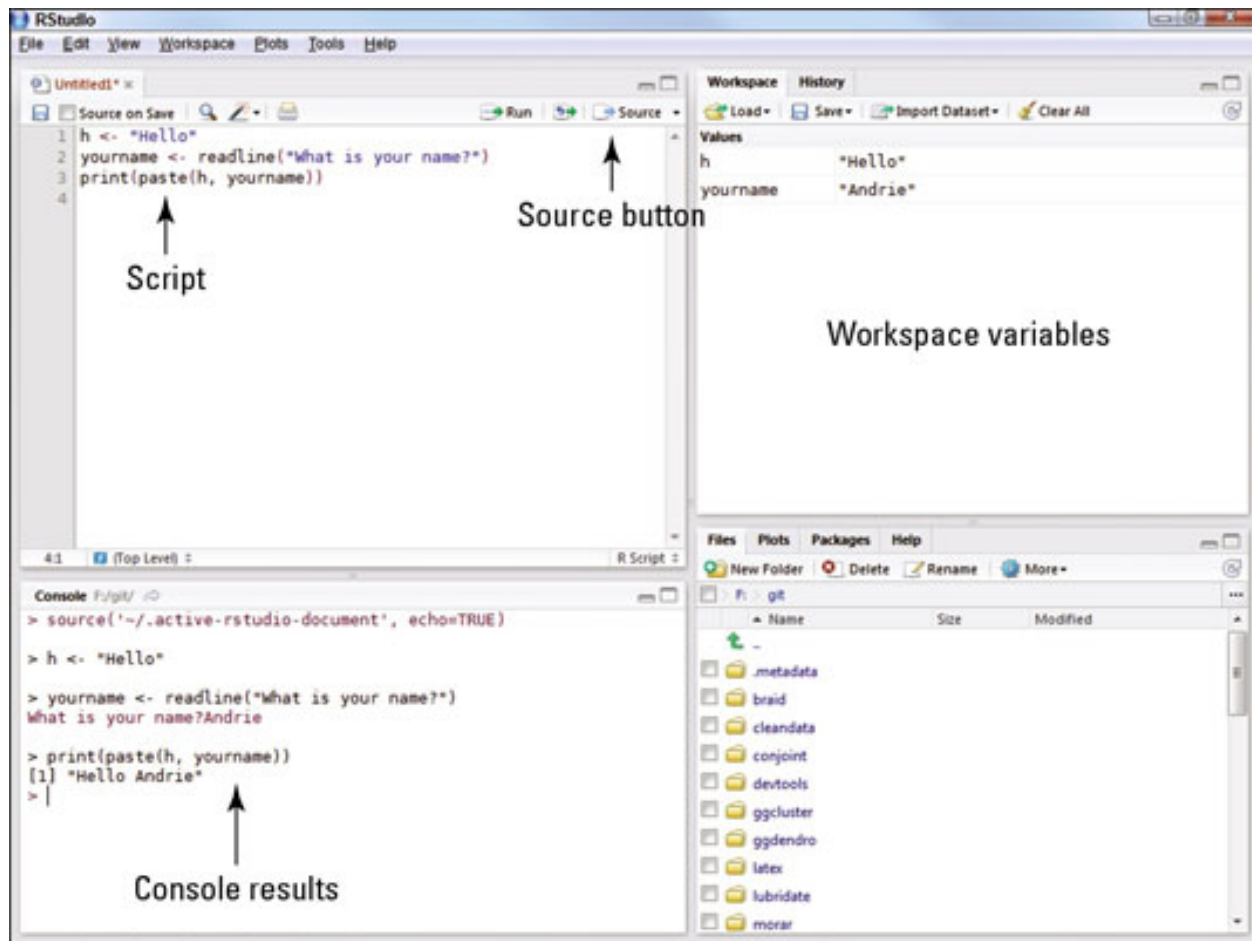 RStudio
File Edit View Workspace Plots Tools Help
Untitled1* ×
Source on Save Run Source
1 h <- "Hello"
2 yourname <- readline("What is your name?")
3 print(paste(h, yourname))
4
Script
Source button
4:1 (Top Level) R Script
Console F:/git/
> source('~/.active-rstudio-document', echo=TRUE)
> h <- "Hello"
> yourname <- readline("What is your name?")
What is your name?Andrie
> print(paste(h, yourname))
[1] "Hello Andrie"
>
Console results
Workspace History
Load Save Import Dataset Clear All
Values
h "Hello"
yourname "Andrie"
Workspace variables
Files Plots Packages Help
New Folder Delete Rename More
F: git ...
Name Size Modified
..
.metadata
braid
cleandata
conjoint
devtools
ggcluster
ggdendro
latex
lubridate
morar